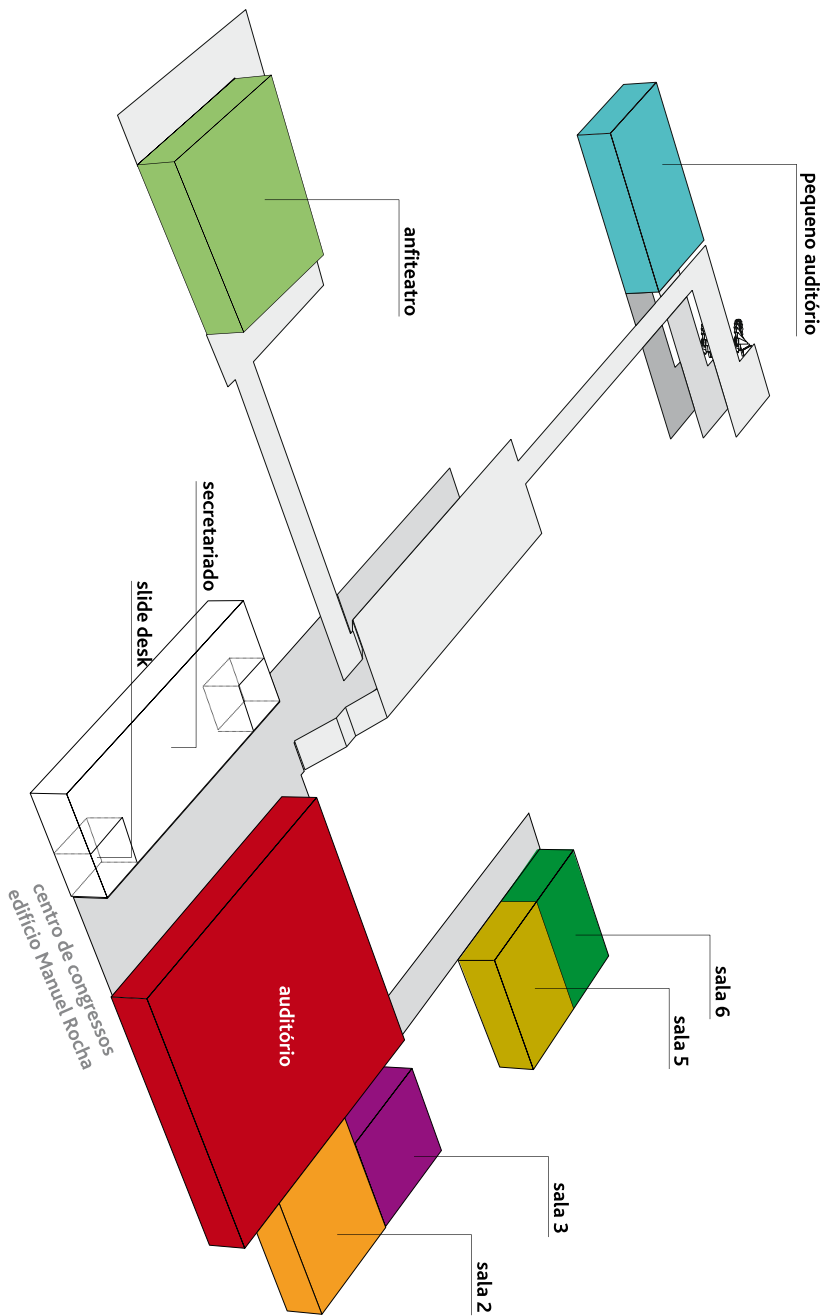 pequeno auditório
anfiteatro
sala 6
sala 5
sala 3
sala 2
secretariado
slide desk
auditório
centro de congressos
edifício Manuel Rocha